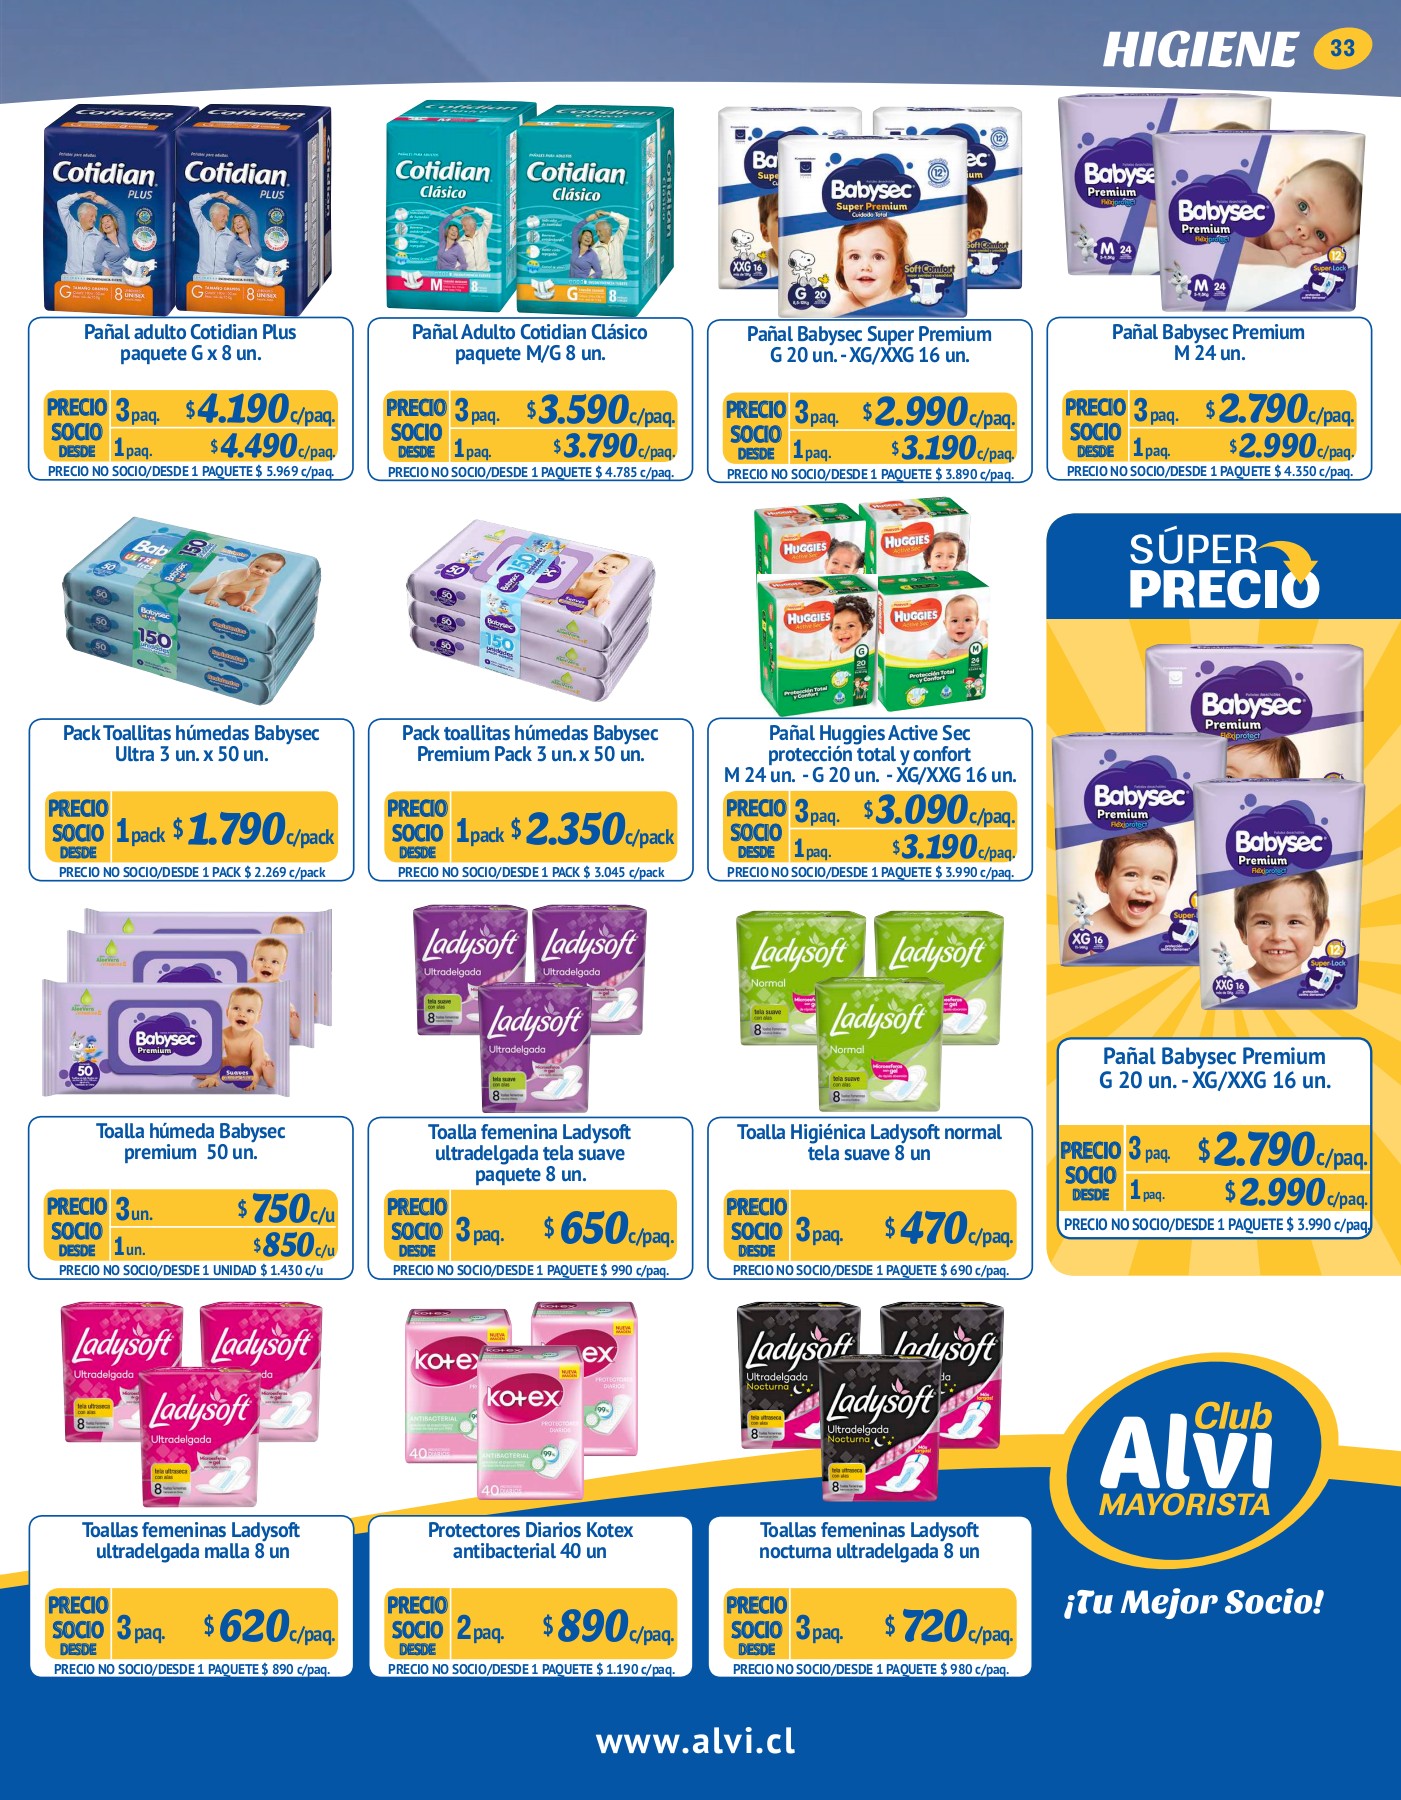 HIGIENE 33
Pañal adulto Cotidian Plus
paquete G x 8 un.
PRECIO SOCIO DESDE
3 paq. $ 4.190 c/paq.
1 paq. $ 4.490 c/paq.
PRECIO NO SOCIO/DESDE 1 PAQUETE $ 5.969 c/paq.
Pañal Adulto Cotidian Clásico
paquete M/G 8 un.
PRECIO SOCIO DESDE
3 paq. $ 3.590 c/paq.
1 paq. $ 3.790 c/paq.
PRECIO NO SOCIO/DESDE 1 PAQUETE $ 4.785 c/paq.
Pañal Babysec Super Premium
G 20 un. - XG/XXG 16 un.
PRECIO SOCIO DESDE
3 paq. $ 2.990 c/paq.
1 paq. $ 3.190 c/paq.
PRECIO NO SOCIO/DESDE 1 PAQUETE $ 3.890 c/paq.
Pañal Babysec Premium
M 24 un.
PRECIO SOCIO DESDE
3 paq. $ 2.790 c/paq.
1 paq. $ 2.990 c/paq.
PRECIO NO SOCIO/DESDE 1 PAQUETE $ 4.350 c/paq.
Pack Toallitas húmedas Babysec
Ultra 3 un. x 50 un.
PRECIO SOCIO DESDE
1 pack $ 1.790 c/pack
PRECIO NO SOCIO/DESDE 1 PACK $ 2.269 c/pack
Pack toallitas húmedas Babysec
Premium Pack 3 un. x 50 un.
PRECIO SOCIO DESDE
1 pack $ 2.350 c/pack
PRECIO NO SOCIO/DESDE 1 PACK $ 3.045 c/pack
Pañal Huggies Active Sec
protección total y confort
M 24 un. - G 20 un. - XG/XXG 16 un.
PRECIO SOCIO DESDE
3 paq. $ 3.090 c/paq.
1 paq. $ 3.190 c/paq.
PRECIO NO SOCIO/DESDE 1 PAQUETE $ 3.990 c/paq.
SÚPER
PRECIO
Pañal Babysec Premium
G 20 un. - XG/XXG 16 un.
PRECIO SOCIO DESDE
3 paq. $ 2.790 c/paq.
1 paq. $ 2.990 c/paq.
PRECIO NO SOCIO/DESDE 1 PAQUETE $ 3.990 c/paq.
Toalla húmeda Babysec
premium 50 un.
PRECIO SOCIO DESDE
3 un. $ 750 c/u
1 un. $ 850 c/u
PRECIO NO SOCIO/DESDE 1 UNIDAD $ 1.430 c/u
Toalla femenina Ladysoft
ultradelgada tela suave
paquete 8 un.
PRECIO SOCIO DESDE
3 paq. $ 650 c/paq.
PRECIO NO SOCIO/DESDE 1 PAQUETE $ 990 c/paq.
Toalla Higiénica Ladysoft normal
tela suave 8 un
PRECIO SOCIO DESDE
3 paq. $ 470 c/paq.
PRECIO NO SOCIO/DESDE 1 PAQUETE $ 690 c/paq.
Toallas femeninas Ladysoft
ultradelgada malla 8 un
PRECIO SOCIO DESDE
3 paq. $ 620 c/paq.
PRECIO NO SOCIO/DESDE 1 PAQUETE $ 890 c/paq.
Protectores Diarios Kotex
antibacterial 40 un
PRECIO SOCIO DESDE
2 paq. $ 890 c/paq.
PRECIO NO SOCIO/DESDE 1 PAQUETE $ 1.190 c/paq.
Toallas femeninas Ladysoft
nocturna ultradelgada 8 un
PRECIO SOCIO DESDE
3 paq. $ 720 c/paq.
PRECIO NO SOCIO/DESDE 1 PAQUETE $ 980 c/paq.
Club
ALVI
MAYORISTA
¡Tu Mejor Socio!
www.alvi.cl